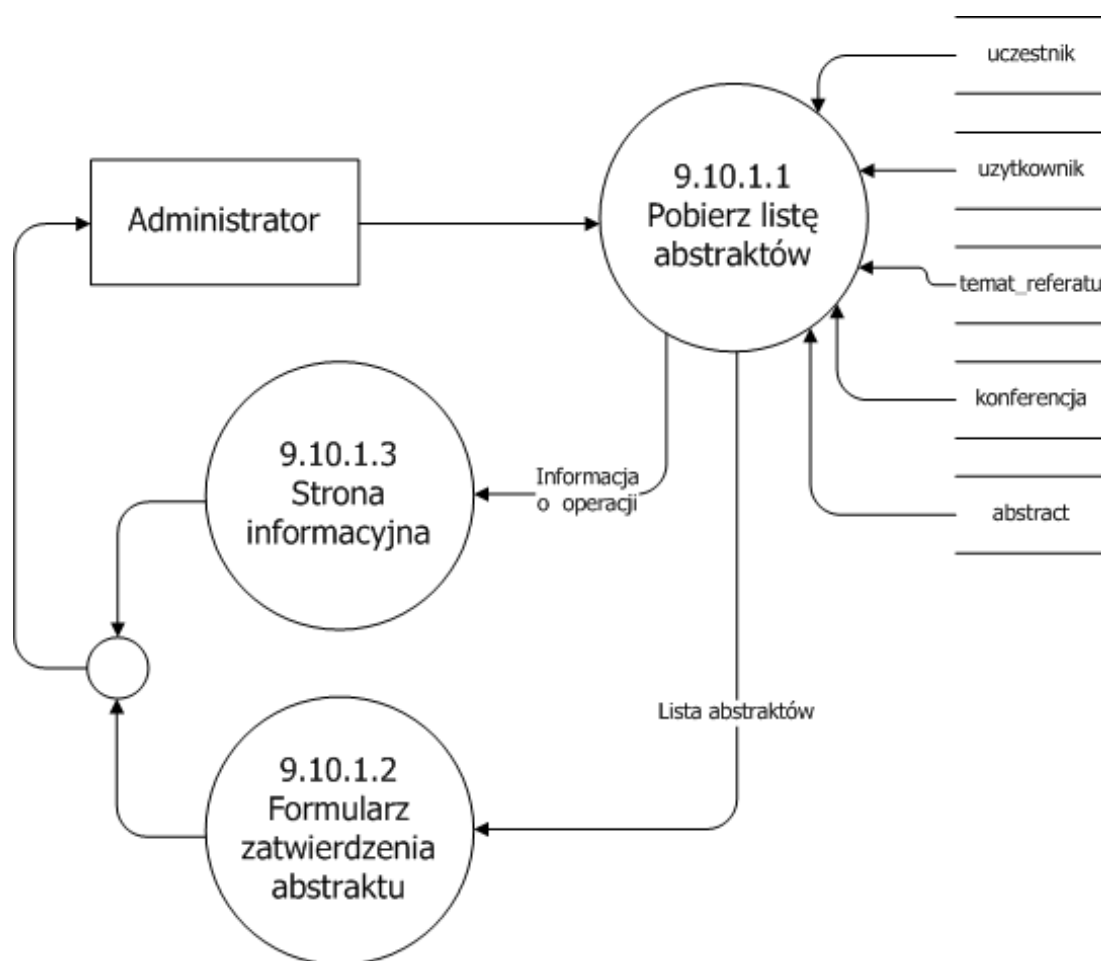 uczestnik
uzytkownik
temat_referatu
konferencja
abstract
9.10.1.1
Pobierz listę
abstraktów
Administrator
9.10.1.3
Strona
informacyjna
Informacja
o operacji
Lista abstraktów
9.10.1.2
Formularz
zatwierdzenia
abstraktu